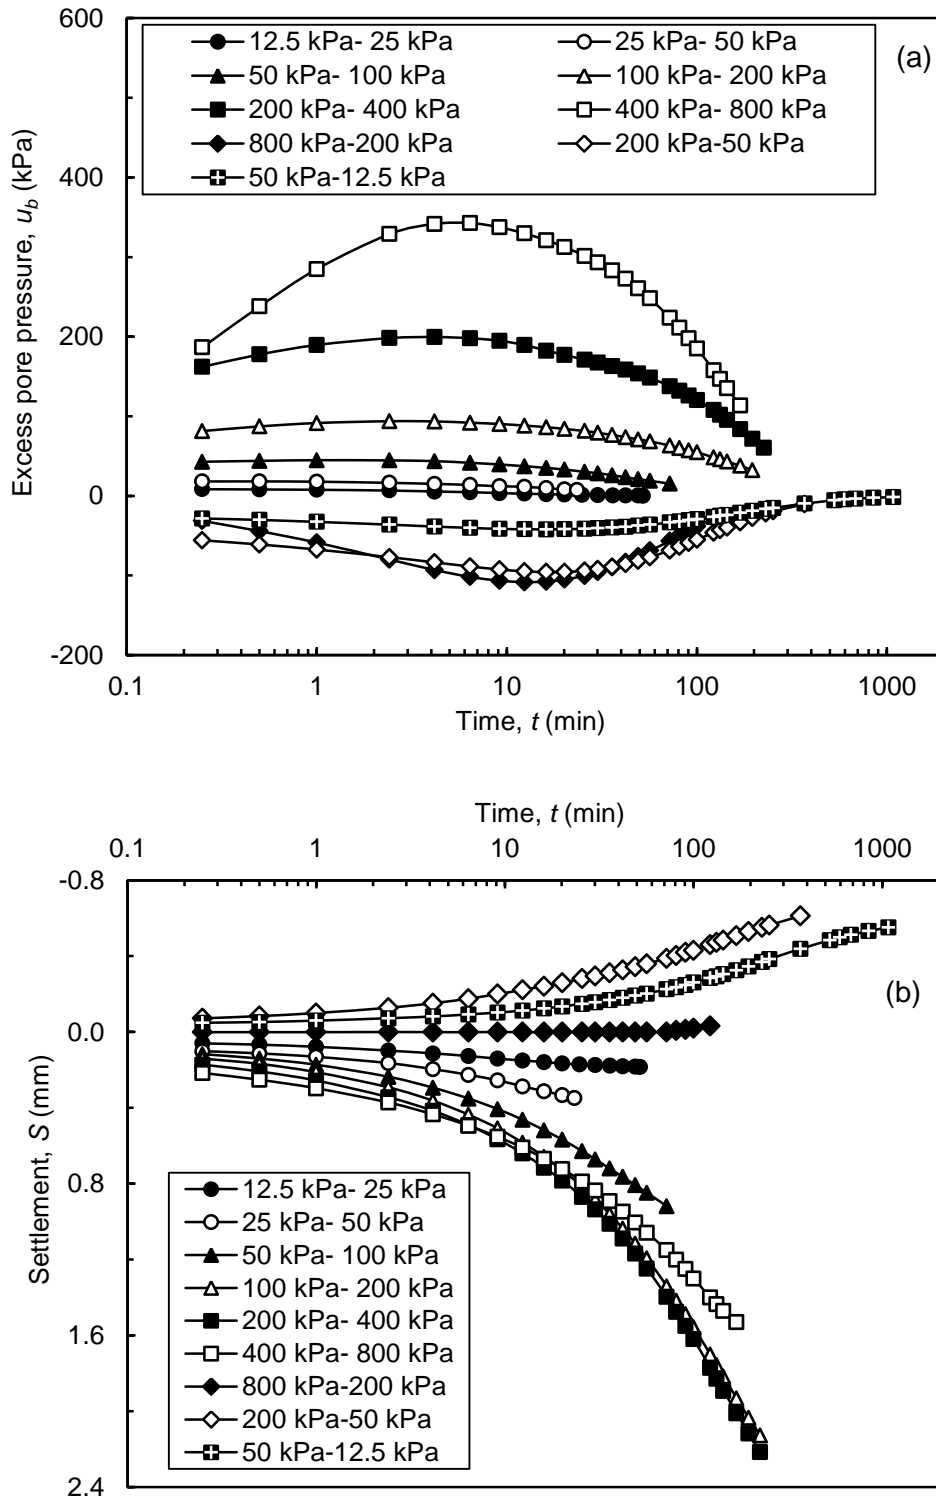 600
400
200
0
-200
Excess pore pressure, u_b (kPa)
12.5 kPa- 25 kPa
25 kPa- 50 kPa
50 kPa- 100 kPa
100 kPa- 200 kPa
200 kPa- 400 kPa
400 kPa- 800 kPa
800 kPa-200 kPa
200 kPa-50 kPa
50 kPa-12.5 kPa
(a)
0.1 1 10 100 1000
Time, t (min)
Time, t (min)
0.1 1 10 100 1000
-0.8
0.0
0.8
1.6
2.4
Settlement, S (mm)
(b)
12.5 kPa- 25 kPa
25 kPa- 50 kPa
50 kPa- 100 kPa
100 kPa- 200 kPa
200 kPa- 400 kPa
400 kPa- 800 kPa
800 kPa-200 kPa
200 kPa-50 kPa
50 kPa-12.5 kPa